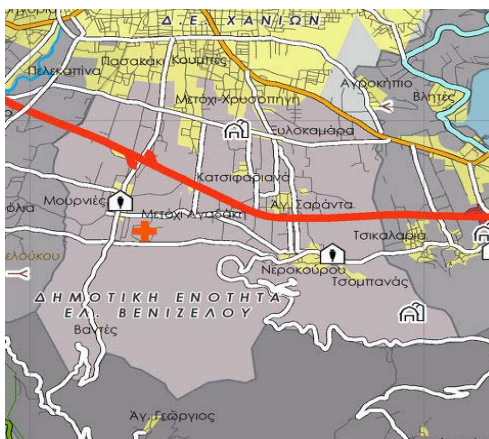 Δ.Ε. ΧΑΝΙΩΝ
Πασακάκι
Κουμπές
Πελεκαπίνα
Αγροκήπιο
Βλητές
Μετόχι-Χρυσοπηγή
Ξυλοκαμάρα
Κατσιφαριανά
Μουρνιές
Αγ. Σαράντα
Μετόχι-Αγαδάκη
Τσικαλαριά
Νεροκούρου
Τσομπανάς
ΔΗΜΟΤΙΚΗ ΕΝΟΤΗΤΑ
ΕΛ. ΒΕΝΙΖΕΛΟΥ
Βαντές
Άγ. Γεώργιος